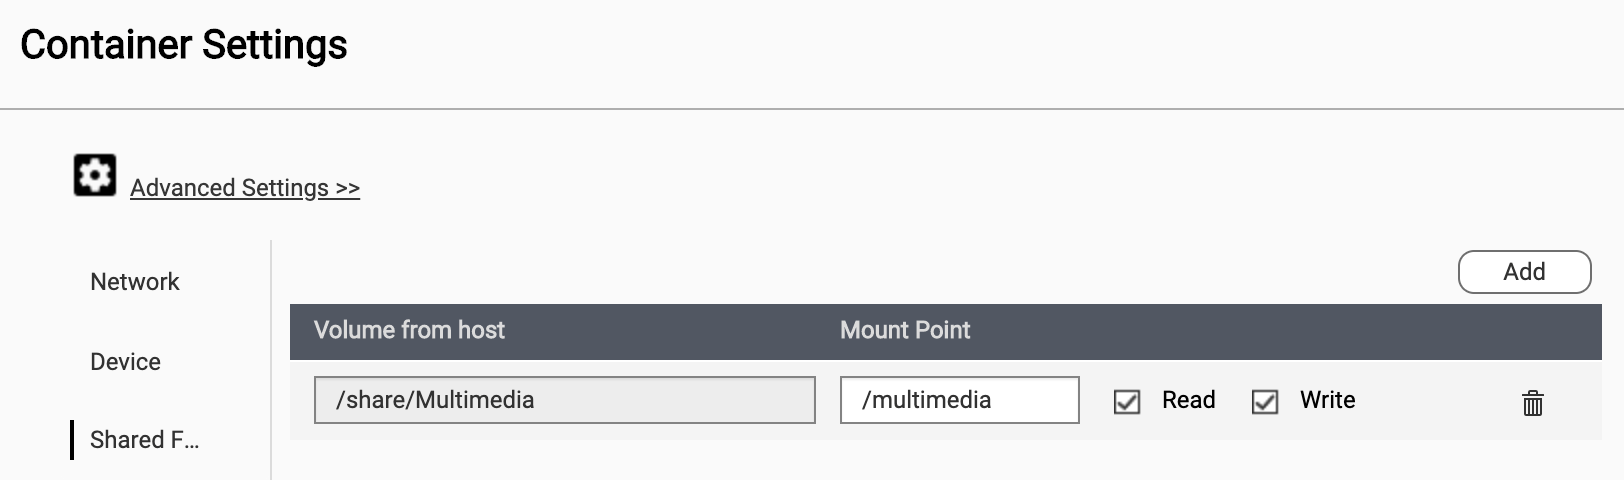 Container Settings
Advanced Settings >>
Network
Device
Shared F...
Add
Volume from host Mount Point
/share/Multimedia /multimedia Read Write